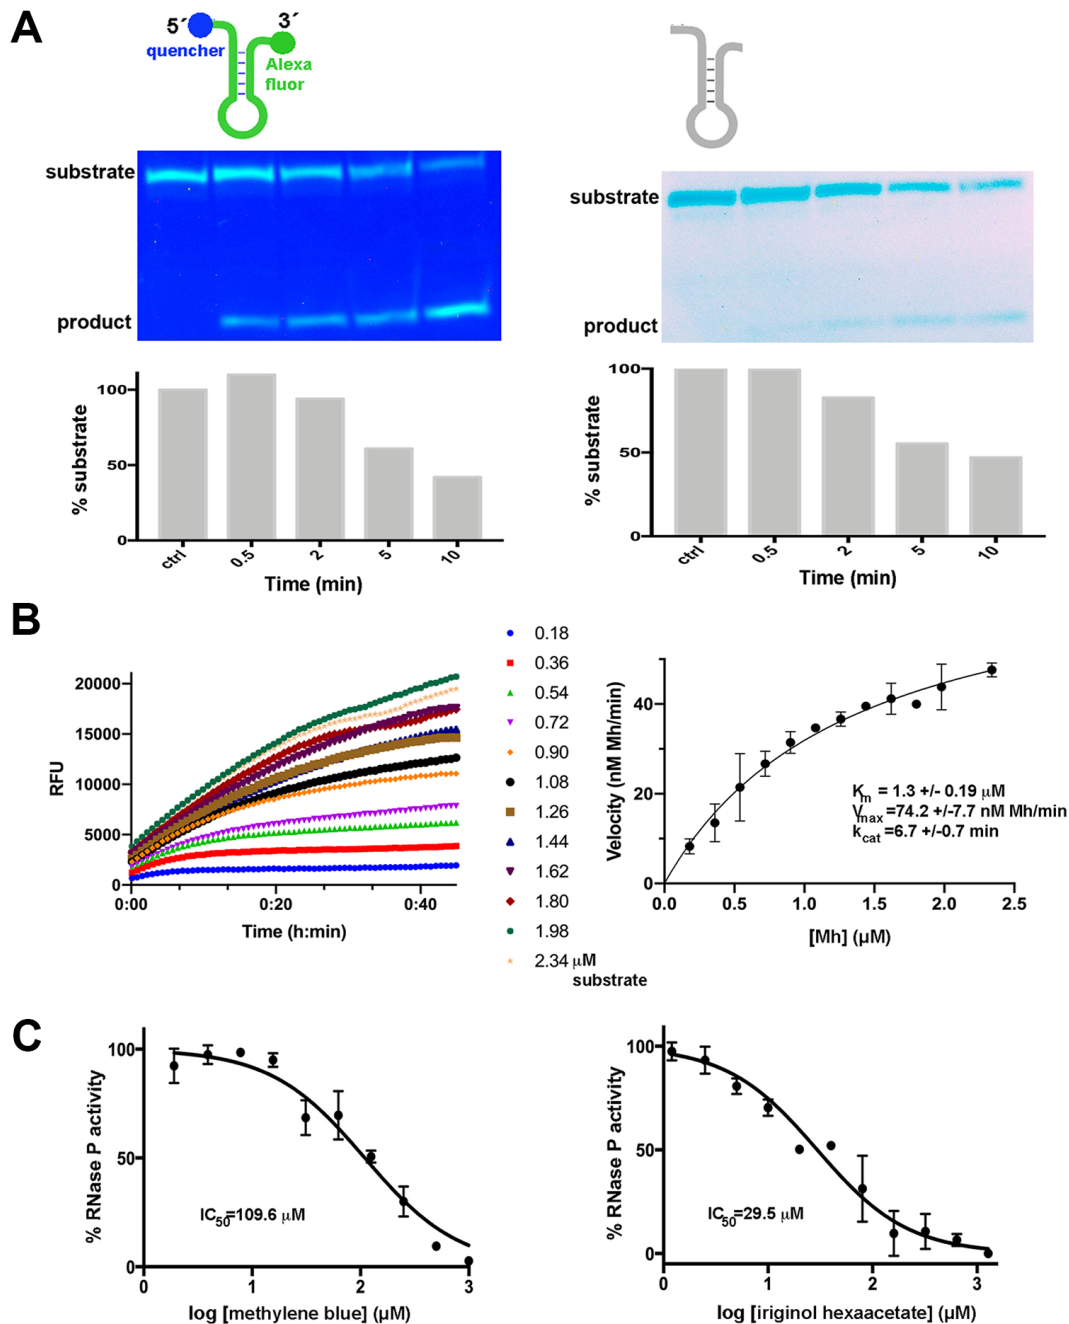 A
5´
3´
quencher
Alexa
fluor
substrate
product
substrate
product
% substrate
100
50
0
ctrl
0.5
2
5
10
Time (min)
% substrate
100
50
0
ctrl
0.5
2
5
10
Time (min)
B
RFU
20000
15000
10000
5000
0
0:00
0:20
0:40
Time (h:min)
0.18
0.36
0.54
0.72
0.90
1.08
1.26
1.44
1.62
1.80
1.98
2.34 µM
substrate
Velocity (nM Mh/min)
40
20
0
0.0
0.5
1.0
1.5
2.0
2.5
[Mh] (µM)
Km = 1.3 +/- 0.19 µM
Vmax =74.2 +/-7.7 nM Mh/min
kcat =6.7 +/-0.7 min
C
% RNase P activity
100
50
0
0
1
2
3
IC50=109.6 µM
log [methylene blue] (µM)
% RNase P activity
100
50
0
0
1
2
3
IC50=29.5 µM
log [iriginol hexaacetate] (µM)